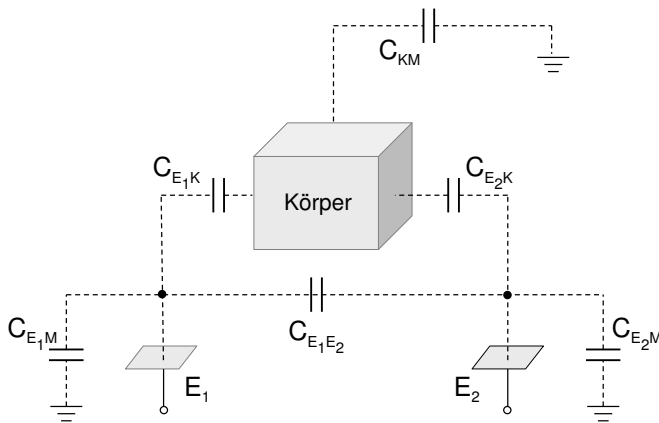 C_KM
C_E₁K
C_E₂K
Körper
C_E₁M
C_E₁E₂
C_E₂M
E₁
E₂